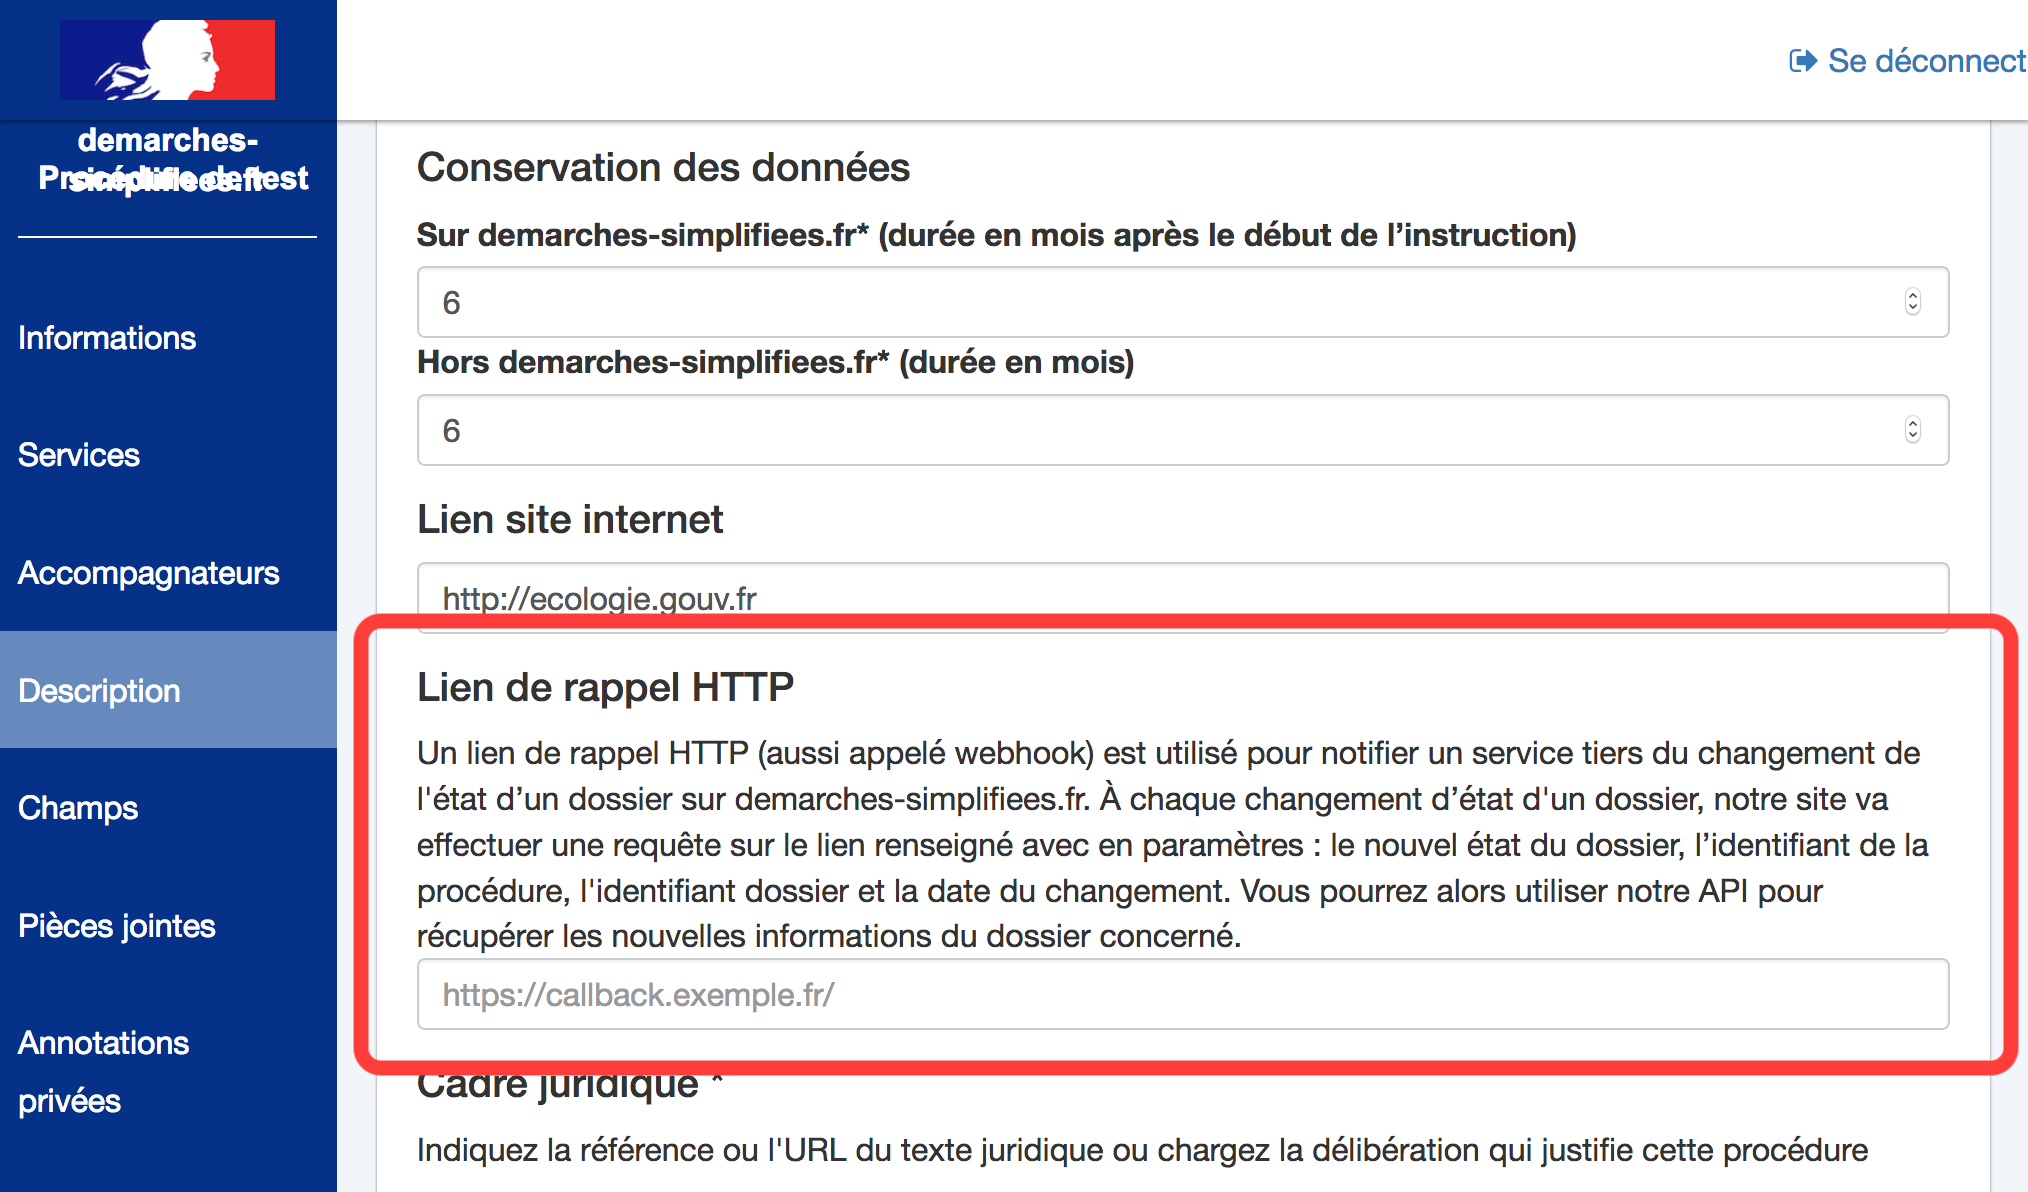 Se déconnect
demarches-
simplifiees.fr
Procédure de test
Informations
Services
Accompagnateurs
Description
Champs
Pièces jointes
Annotations
privées
Conservation des données
Sur demarches-simplifiees.fr* (durée en mois après le début de l’instruction)
6
Hors demarches-simplifiees.fr* (durée en mois)
6
Lien site internet
http://ecologie.gouv.fr
Lien de rappel HTTP
Un lien de rappel HTTP (aussi appelé webhook) est utilisé pour notifier un service tiers du changement de
l'état d’un dossier sur demarches-simplifiees.fr. À chaque changement d’état d'un dossier, notre site va
effectuer une requête sur le lien renseigné avec en paramètres : le nouvel état du dossier, l’identifiant de la
procédure, l'identifiant dossier et la date du changement. Vous pourrez alors utiliser notre API pour
récupérer les nouvelles informations du dossier concerné.
https://callback.exemple.fr/
Cadre juridique *
Indiquez la référence ou l'URL du texte juridique ou chargez la délibération qui justifie cette procédure